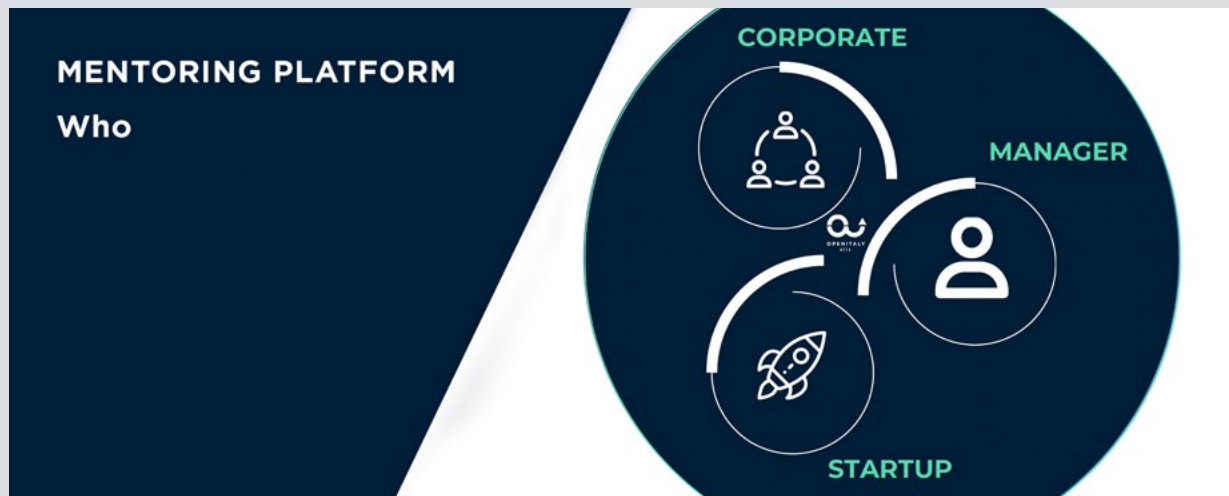 MENTORING PLATFORM
Who
CORPORATE
MANAGER
OPENITALY
STARTUP